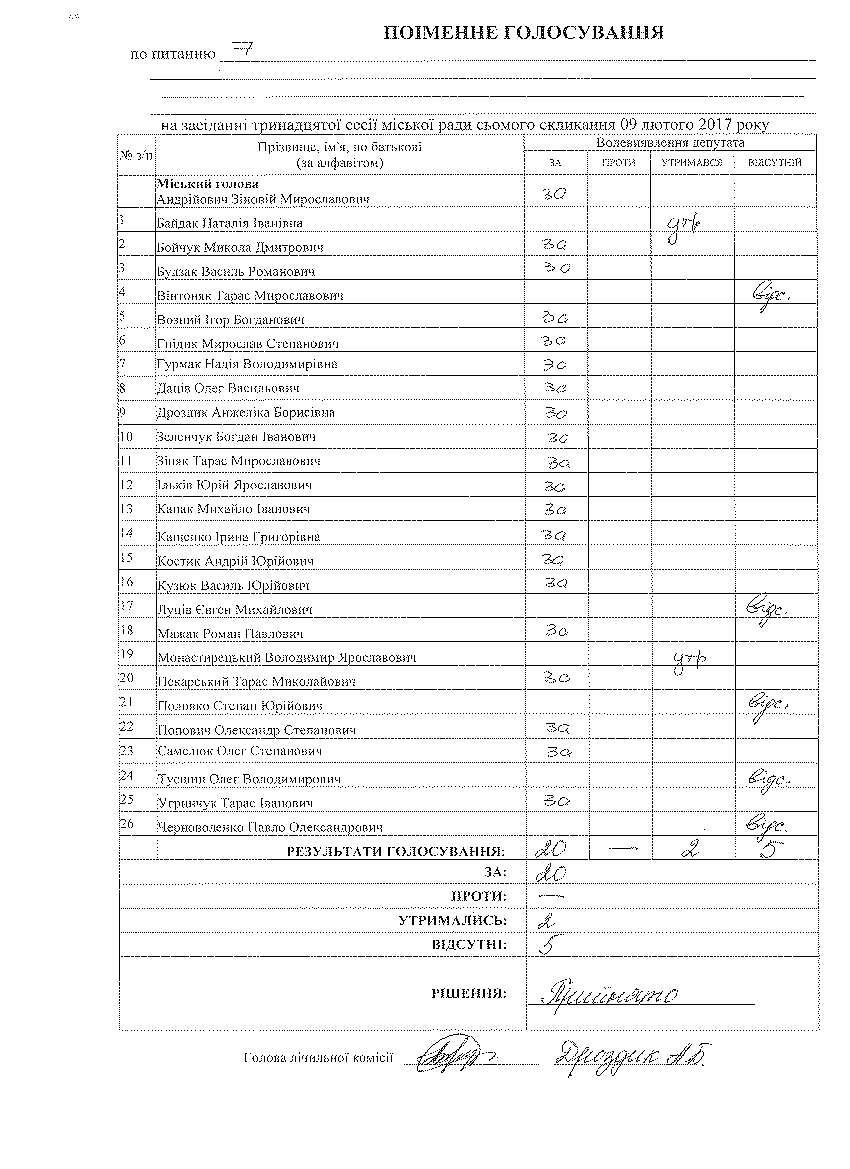 ПОІМЕННЕ ГОЛОСУВАННЯ
по питанню 7
на засіданні тринадцятої сесії міської ради сьомого скликання 09 лютого 2017 року
№ з/п Прізвище, ім'я, по батькові (за алфавітом) Волевиявлення депутата
ЗА ПРОТИ УТРИМАВСЯ ВІДСУТНІЙ
Міський голова
Андрійович Зіновій Мирославович за
1 Байдак Наталія Іванівна утр
2 Бойчук Микола Дмитрович за
3 Будзак Василь Романович за
4 Вінтоняк Тарас Мирославович відс.
5 Возний Ігор Богданович за
6 Гнідик Мирослав Степанович за
7 Гурмак Надія Володимирівна за
8 Даців Олег Васильович за
9 Дроздик Анжеліка Борисівна за
10 Зеленчук Богдан Іванович за
11 Зіняк Тарас Мирославович за
12 Ільків Юрій Ярославович за
13 Капак Михайло Іванович за
14 Кащенко Ірина Григорівна за
15 Костик Андрій Юрійович за
16 Кузюк Василь Юрійович за
17 Луців Євген Михайлович відс.
18 Мажак Роман Павлович за
19 Монастирецький Володимир Ярославович утр
20 Пекарський Тарас Миколайович за
21 Половко Степан Юрійович відс.
22 Попович Олександр Степанович за
23 Самелюк Олег Степанович за
24 Тусшин Олег Володимирович відс.
25 Угринчук Тарас Іванович за
26 Черноволенко Павло Олександрович відс.
РЕЗУЛЬТАТИ ГОЛОСУВАННЯ: 20 — 2 5
ЗА: 20
ПРОТИ: —
УТРИМАЛИСЬ: 2
ВІДСУТНІ: 5
РІШЕННЯ: Прийнято
Голова лічильної комісії Дроздик А.Б.